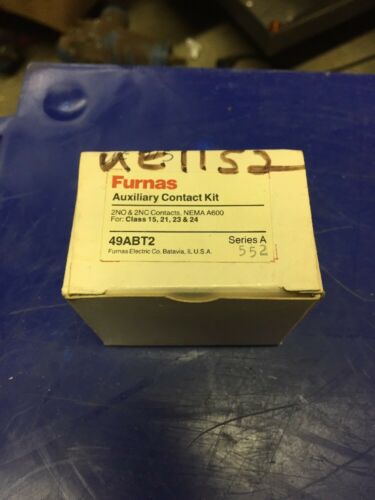 UE1152
Furnas
Auxiliary Contact Kit
2NO & 2NC Contacts, NEMA A600
For: Class 15, 21, 23 & 24
49ABT2 Series A
Furnas Electric Co. Batavia, IL U.S.A. 552